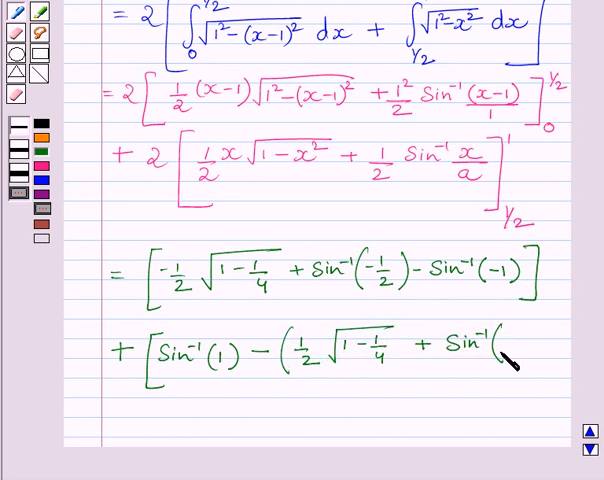 = 2 [ ∫₀^{1/2} √(1²-(x-1)²) dx + ∫_{1/2} √(1²-x²) dx ]
= 2 [ 1/2 (x-1) √(1²-(x-1)²) + 1²/2 Sin⁻¹ (x-1)/1 ]₀^{1/2}
+ 2 [ 1/2 x √(1-x²) + 1/2 Sin⁻¹ x/a ]_{1/2}^{1}
= [ -1/2 √(1-1/4) + Sin⁻¹(-1/2) - Sin⁻¹(-1) ]
+ [ Sin⁻¹(1) - ( 1/2 √(1-1/4) + Sin⁻¹(